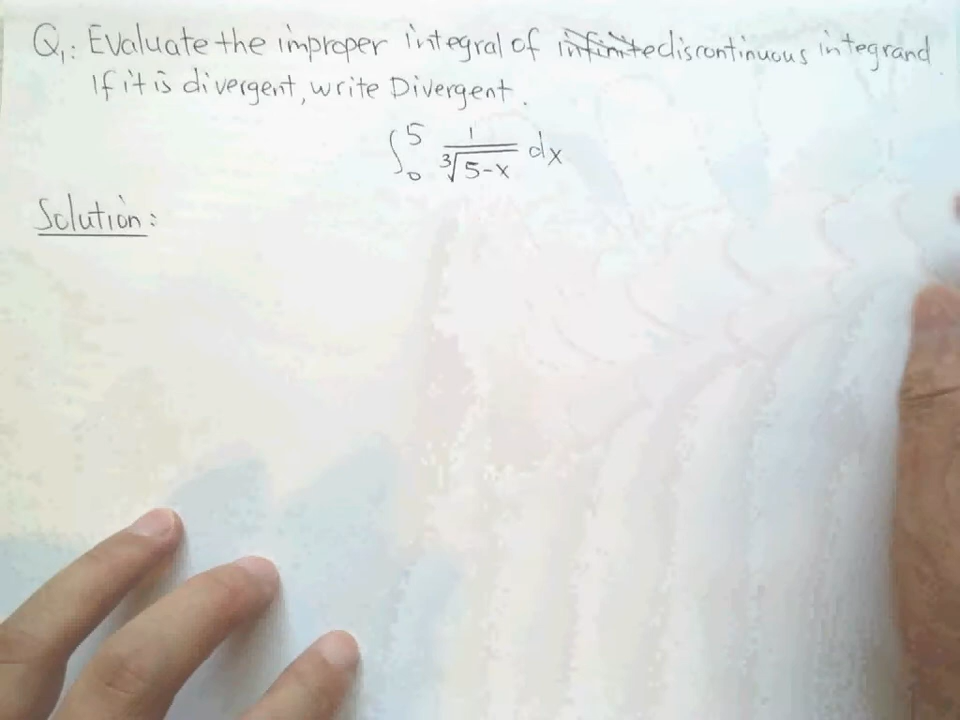 Q₁: Evaluate the improper integral of discontinuous integrand.
If it is divergent, write Divergent.
∫₀⁵ 1/∛(5-x) dx
Solution: